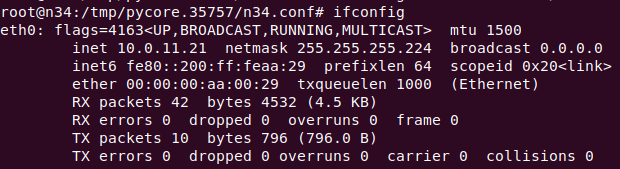 root@n34:/tmp/pycore.35757/n34.conf# ifconfig
eth0: flags=4163<UP,BROADCAST,RUNNING,MULTICAST>  mtu 1500
        inet 10.0.11.21  netmask 255.255.255.224  broadcast 0.0.0.0
        inet6 fe80::200:ff:feaa:29  prefixlen 64  scopeid 0x20<link>
        ether 00:00:00:aa:00:29  txqueuelen 1000  (Ethernet)
        RX packets 42  bytes 4532 (4.5 KB)
        RX errors 0  dropped 0  overruns 0  frame 0
        TX packets 10  bytes 796 (796.0 B)
        TX errors 0  dropped 0 overruns 0  carrier 0  collisions 0